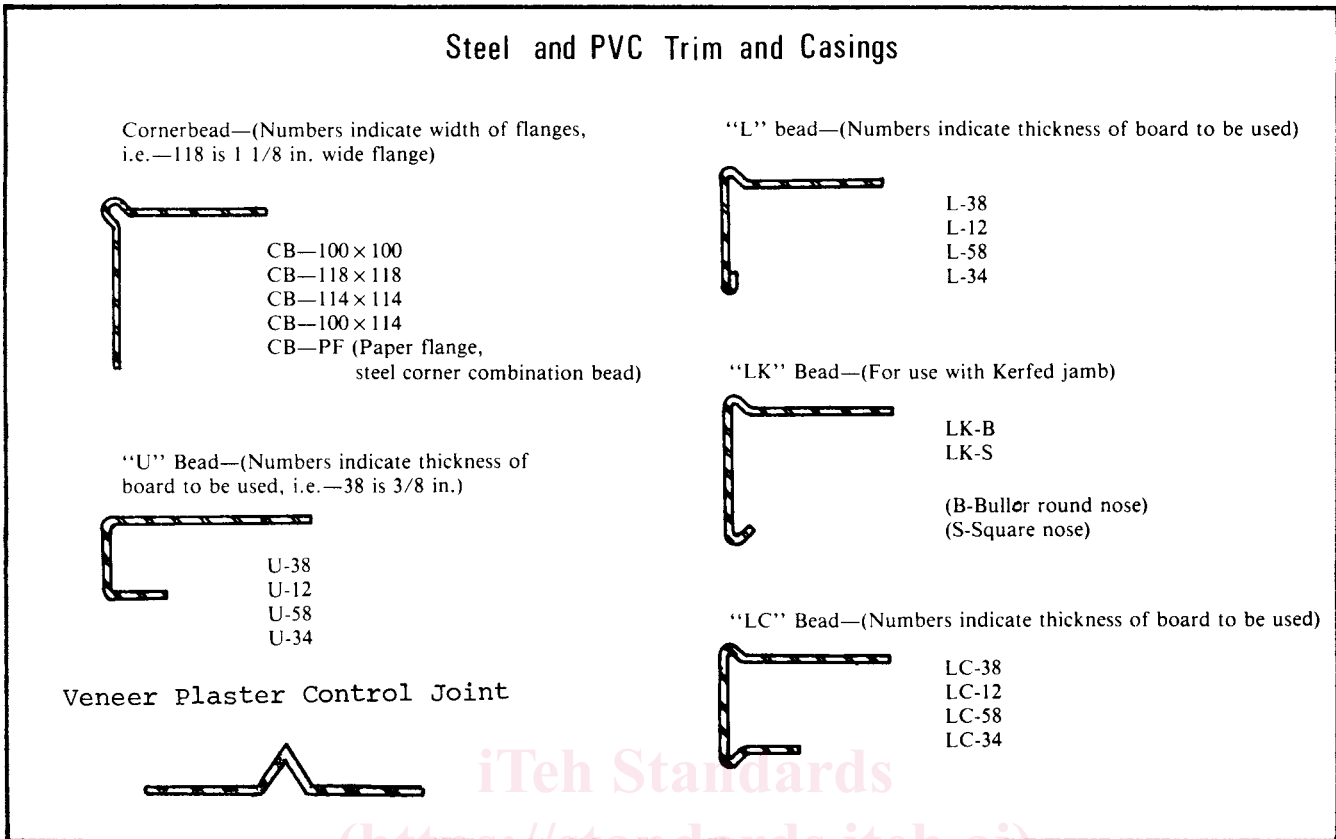 Steel and PVC Trim and Casings
Cornerbead—(Numbers indicate width of flanges,
i.e.—118 is 1 1/8 in. wide flange)
CB—100 × 100
CB—118 × 118
CB—114 × 114
CB—100 × 114
CB—PF (Paper flange,
steel corner combination bead)
“U” Bead—(Numbers indicate thickness of
board to be used, i.e.—38 is 3/8 in.)
U-38
U-12
U-58
U-34
Veneer Plaster Control Joint
“L” bead—(Numbers indicate thickness of board to be used)
L-38
L-12
L-58
L-34
“LK” Bead—(For use with Kerfed jamb)
LK-B
LK-S
(B-Bullor round nose)
(S-Square nose)
“LC” Bead—(Numbers indicate thickness of board to be used)
LC-38
LC-12
LC-58
LC-34
iTeh Standards
(https://standards.iteh.ai)